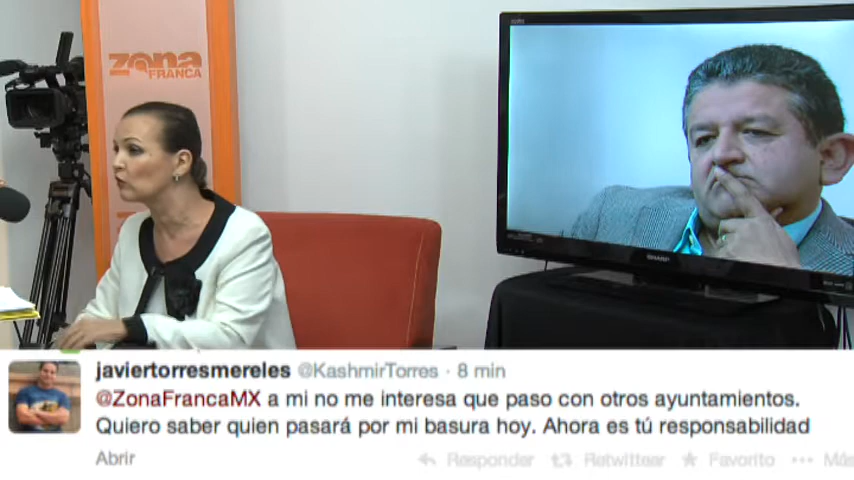 ZONA
FRANCA
SHARP
javiertorresmereles @KashmirTorres · 8 min
@ZonaFrancaMX a mi no me interesa que paso con otros ayuntamientos.
Quiero saber quien pasará por mi basura hoy. Ahora es tú responsabilidad
Abrir
Responder Retwittear Favorito ··· Más